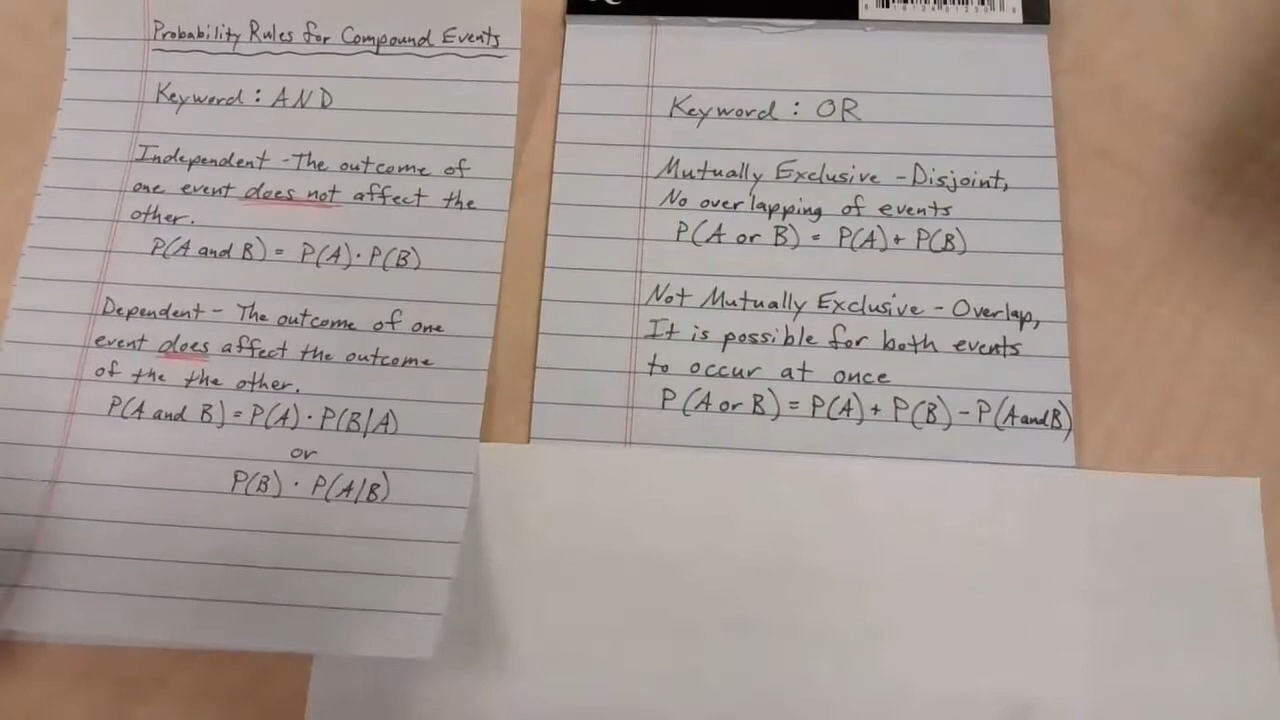 Probability Rules for Compound Events
Keyword : AND
Independent - The outcome of
one event does not affect the
other.
P(A and B) = P(A) · P(B)
Dependent - The outcome of one
event does affect the outcome
of the the other.
P(A and B) = P(A) · P(B|A)
or
P(B) · P(A|B)
Keyword : OR
Mutually Exclusive - Disjoint,
No overlapping of events
P(A or B) = P(A) + P(B)
Not Mutually Exclusive - Overlap,
It is possible for both events
to occur at once
P(A or B) = P(A) + P(B) - P(A and B)